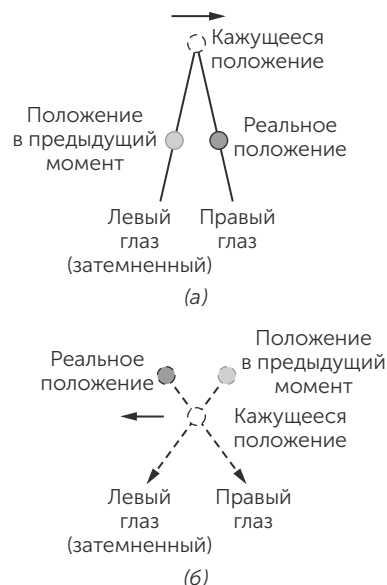 Кажущееся
положение
Положение
в предыдущий
момент
Реальное
положение
Левый
глаз
(затемненный)
Правый
глаз
(а)
Реальное
положение
Положение
в предыдущий
момент
Кажущееся
положение
Левый
глаз
(затемненный)
Правый
глаз
(б)